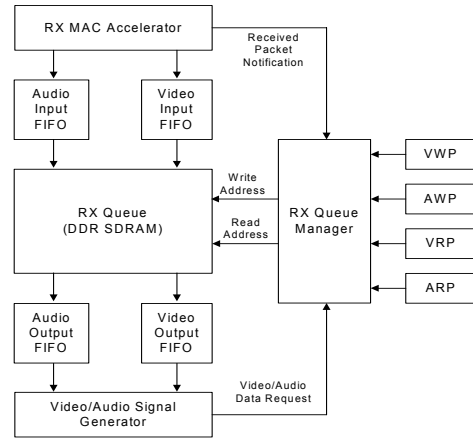 RX MAC Accelerator
Received
Packet
Notification
Audio
Input
FIFO
Video
Input
FIFO
VWP
AWP
VRP
ARP
Write
Address
Read
Address
RX Queue
(DDR SDRAM)
RX Queue
Manager
Audio
Output
FIFO
Video
Output
FIFO
Video/Audio
Data Request
Video/Audio Signal
Generator